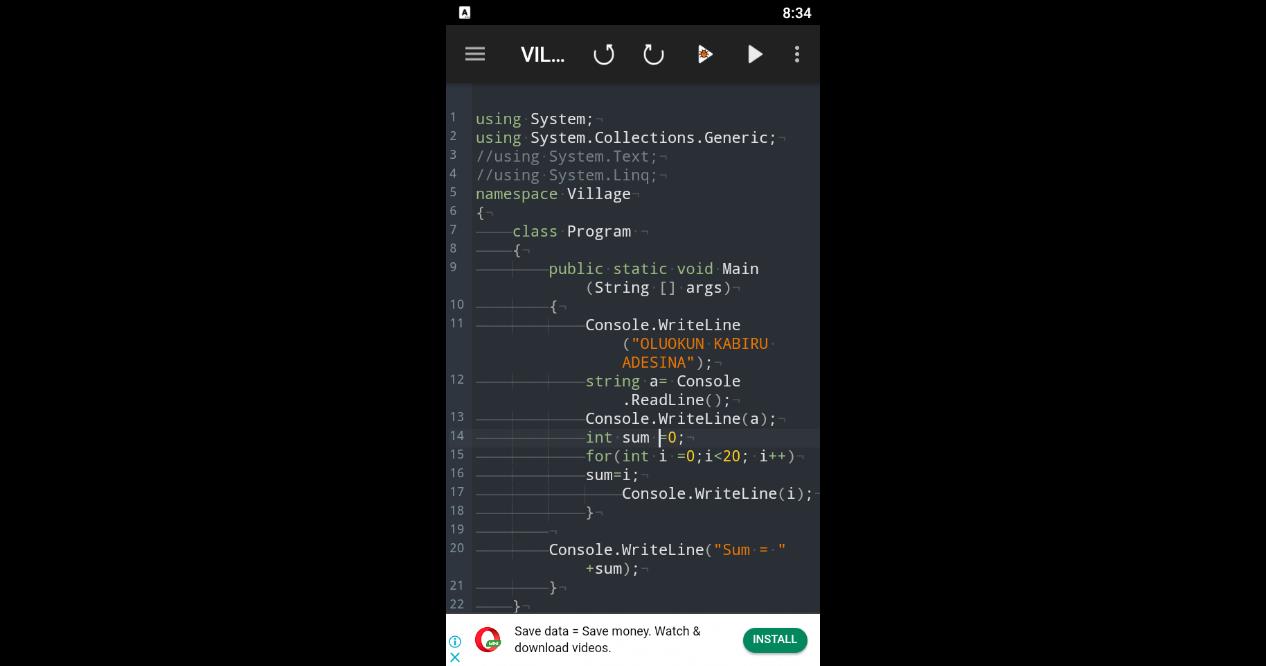 A
8:34
VIL...
1 using System;
2 using System.Collections.Generic;
3 //using System.Text;
4 //using System.Linq;
5 namespace Village
6 {
7 class Program
8 {
9 public static void Main
(String [] args)
10 {
11 Console.WriteLine
("OLUOKUN KABIRU
ADESINA");
12 string a= Console
.ReadLine();
13 Console.WriteLine(a);
14 int sum =0;
15 for(int i =0;i<20; i++)
16 sum=i;
17 Console.WriteLine(i);
18 }
19
20 Console.WriteLine("Sum = "
+sum);
21 }
22 }
Save data = Save money. Watch &
download videos.
INSTALL